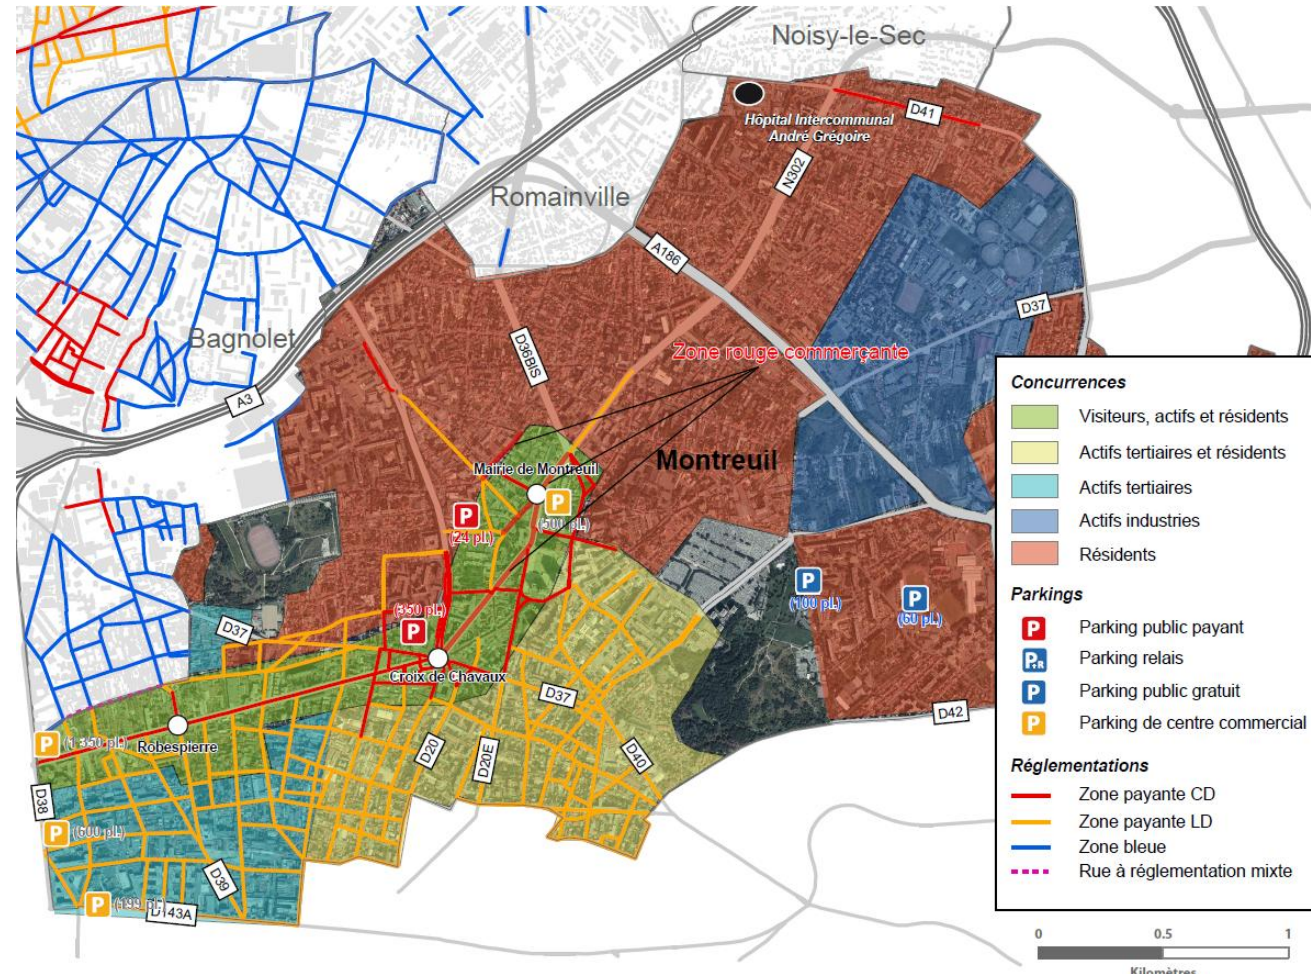 Noisy-le-Sec
D41
Hôpital Intercommunal
André Grégoire
N302
Romainville
A186
D37
Bagnolet
D36BIS
Zone rouge commerçante
A3
Mairie de Montreuil
Montreuil
P
(500 pl.)
P
(24 pl.)
P
(100 pl.)
P
(60 pl.)
(350 pl.)
P
D37
Croix de Chavaux
D37
D42
P (1 350 pl.)
Robespierre
D20
D20E
D40
D38
P (600 pl.)
D39
P (199 pl.)
D143A
Concurrences
Visiteurs, actifs et résidents
Actifs tertiaires et résidents
Actifs tertiaires
Actifs industries
Résidents
Parkings
P Parking public payant
P+R Parking relais
P Parking public gratuit
P Parking de centre commercial
Réglementations
Zone payante CD
Zone payante LD
Zone bleue
Rue à réglementation mixte
0 0.5 1
Kilomètres